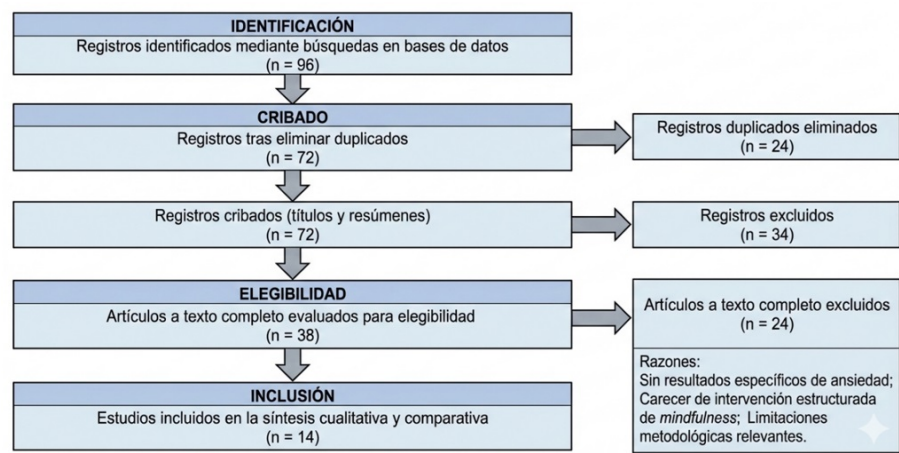 IDENTIFICACIÓN
Registros identificados mediante búsquedas en bases de datos
(n = 96)
CRIBADO
Registros tras eliminar duplicados
(n = 72)
Registros duplicados eliminados
(n = 24)
Registros cribados (títulos y resúmenes)
(n = 72)
Registros excluidos
(n = 34)
ELEGIBILIDAD
Artículos a texto completo evaluados para elegibilidad
(n = 38)
Artículos a texto completo excluidos
(n = 24)
Razones:
Sin resultados específicos de ansiedad;
Carecer de intervención estructurada
de mindfulness; Limitaciones
metodológicas relevantes.
INCLUSIÓN
Estudios incluidos en la síntesis cualitativa y comparativa
(n = 14)